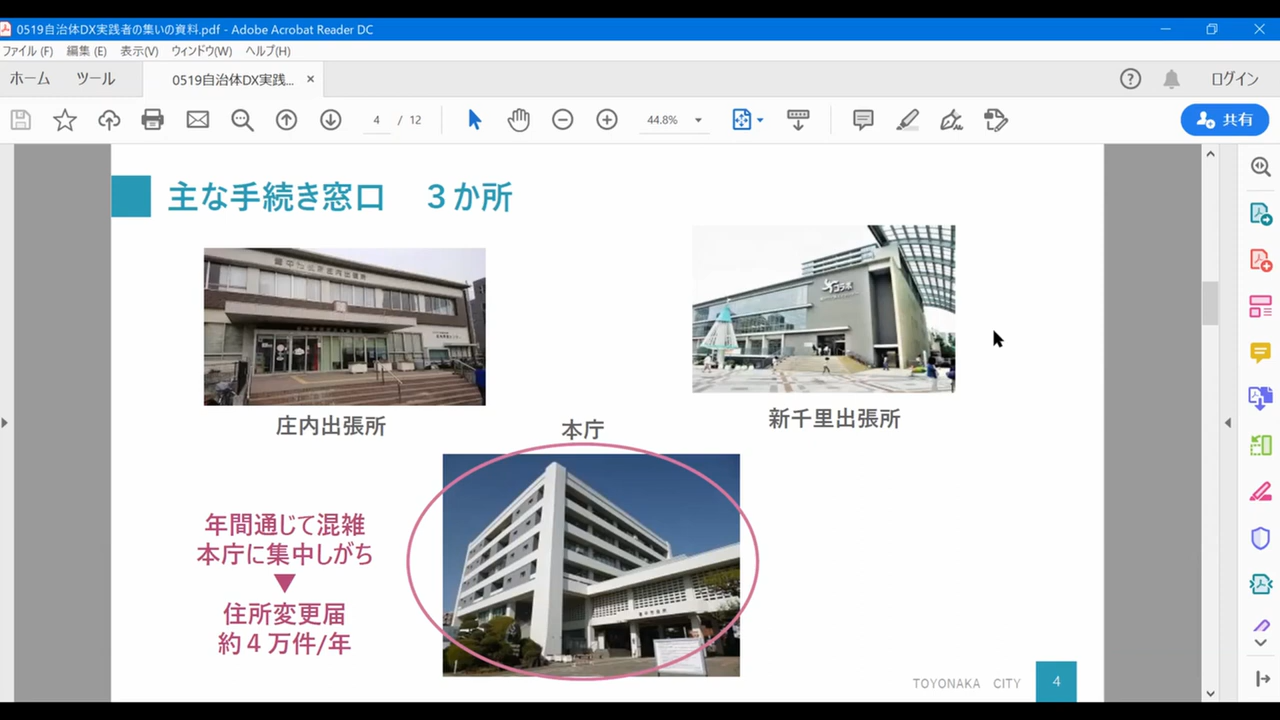 0519自治体DX実践者の集いの資料.pdf - Adobe Acrobat Reader DC
ファイル (F) 編集 (E) 表示(V) ウィンドウ(W) ヘルプ(H)
ホーム ツール 0519自治体DX実践... × ログイン
4 / 12 44.8% 共有
主な手続き窓口 ３か所
コラボ
庄内出張所
新千里出張所
本庁
年間通じて混雑
本庁に集中しがち
住所変更届
約４万件/年
TOYONAKA CITY 4